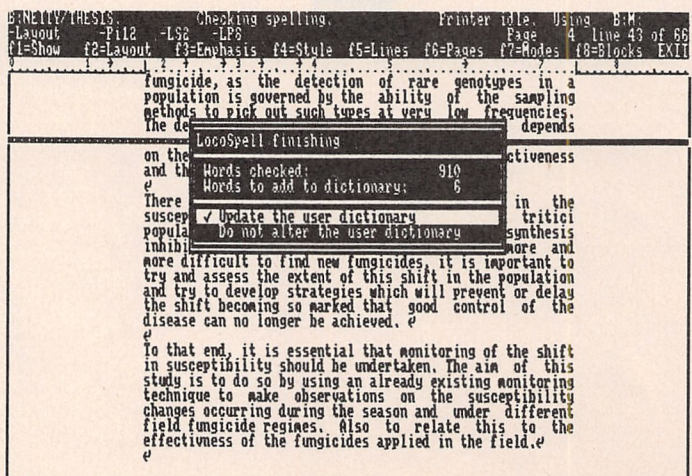 B:NETTY/THESIS. Checking spelling. Printer idle. Using B:M:
-Layout -Pi12 -LS2 -LP8 Page 4 line 43 of 66
f1=Show f2=Layout f3=Emphasis f4=Style f5=Lines f6=Pages f7=Modes f8=Blocks EXIT
fungicide, as the detection of rare genotypes in a
population is governed by the ability of the sampling
methods to pick out such types at very low frequencies.
The de depends
LocoSpell finishing
on the ctiveness
and th
Words checked: 910
Words to add to dictionary: 6
There in the
suscep tritici
✓ Update the user dictionary
popula synthesis
Do not alter the user dictionary
inhibi more and
more difficult to find new fungicides, it is important to
try and assess the extent of this shift in the population
and try to develop strategies which will prevent or delay
the shift becoming so marked that good control of the
disease can no longer be achieved.
To that end, it is essential that monitoring of the shift
in susceptibility should be undertaken. The aim of this
study is to do so by using an already existing monitoring
technique to make observations on the susceptibility
changes occurring during the season and under different
field fungicide regimes. Also to relate this to the
effectivness of the fungicides applied in the field.